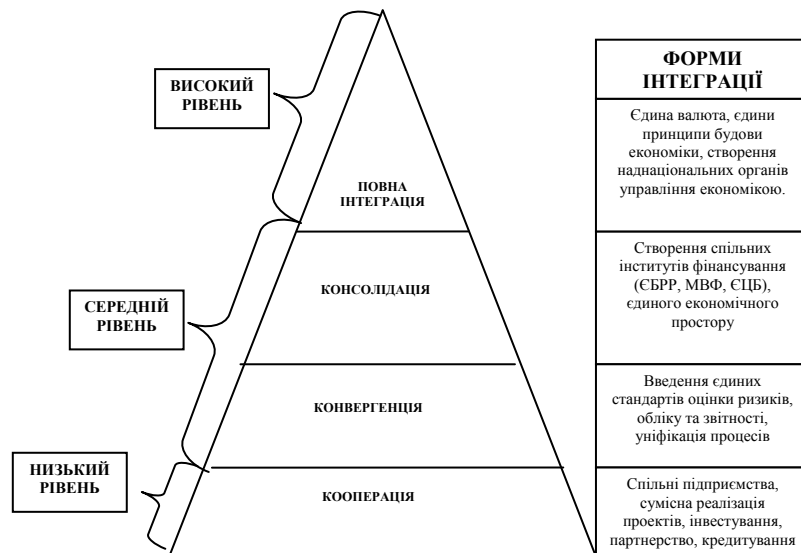 ВИСОКИЙ
РІВЕНЬ
ПОВНА
ІНТЕГРАЦІЯ
КОНСОЛІДАЦІЯ
СЕРЕДНІЙ
РІВЕНЬ
КОНВЕРГЕНЦІЯ
НИЗЬКИЙ
РІВЕНЬ
КООПЕРАЦІЯ
ФОРМИ
ІНТЕГРАЦІЇ
Єдина валюта, єдини
принципи будови
економіки, створення
наднаціональних органів
управління економікою.
Створення спільних
інститутів фінансування
(ЄБРР, МВФ, ЄЦБ),
єдиного економічного
простору
Введення єдиних
стандартів оцінки ризиків,
обліку та звітності,
уніфікація процесів
Спільні підприємства,
сумісна реалізація
проектів, інвестування,
партнерство, кредитування